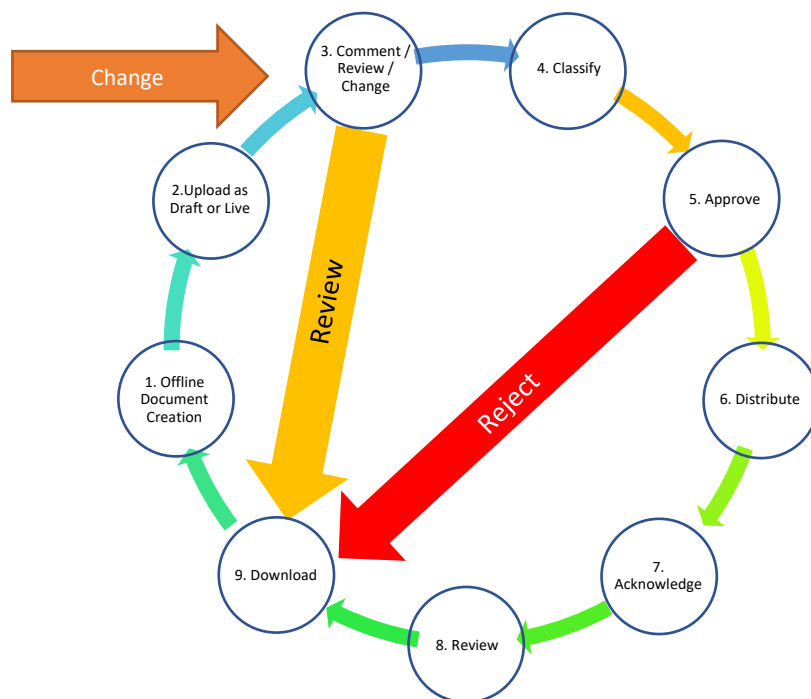 Change
3. Comment /
Review /
Change
4. Classify
2.Upload as
Draft or Live
5. Approve
Review
Reject
1. Offline
Document
Creation
6. Distribute
9. Download
7.
Acknowledge
8. Review